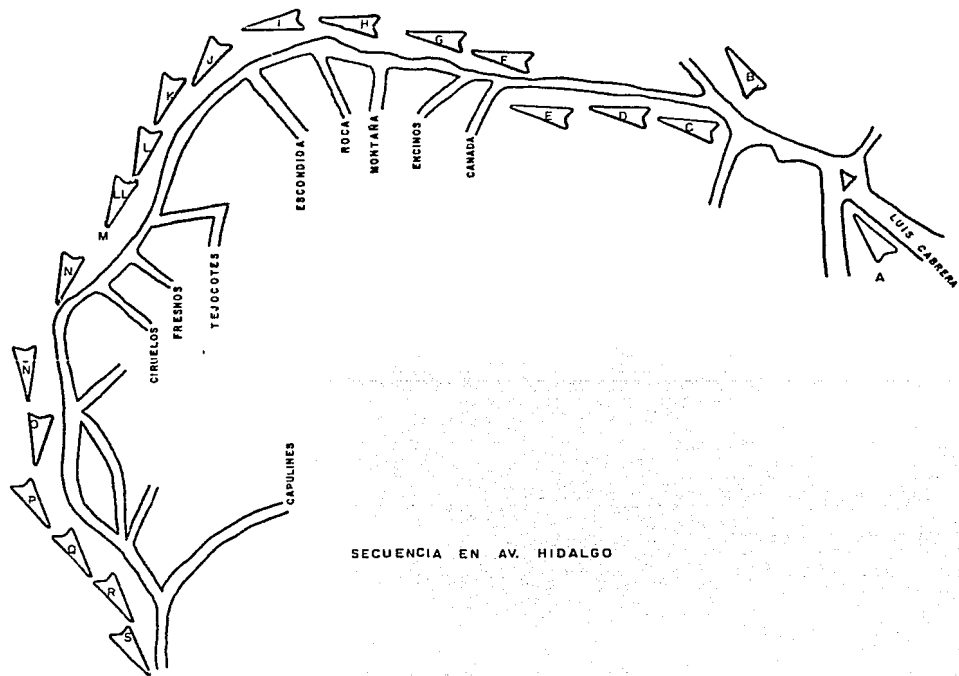 I
H
G
F
J
K
L
LL
M
N
Ñ
O
P
Q
R
S
E
D
C
B
A
LUIS CABRERA
ESCONDIDA
ROCA
MONTAÑA
ENCINOS
CANADA
TEJOCOTES
FRESNOS
CIRUELOS
CAPULINES
SECUENCIA EN AV. HIDALGO